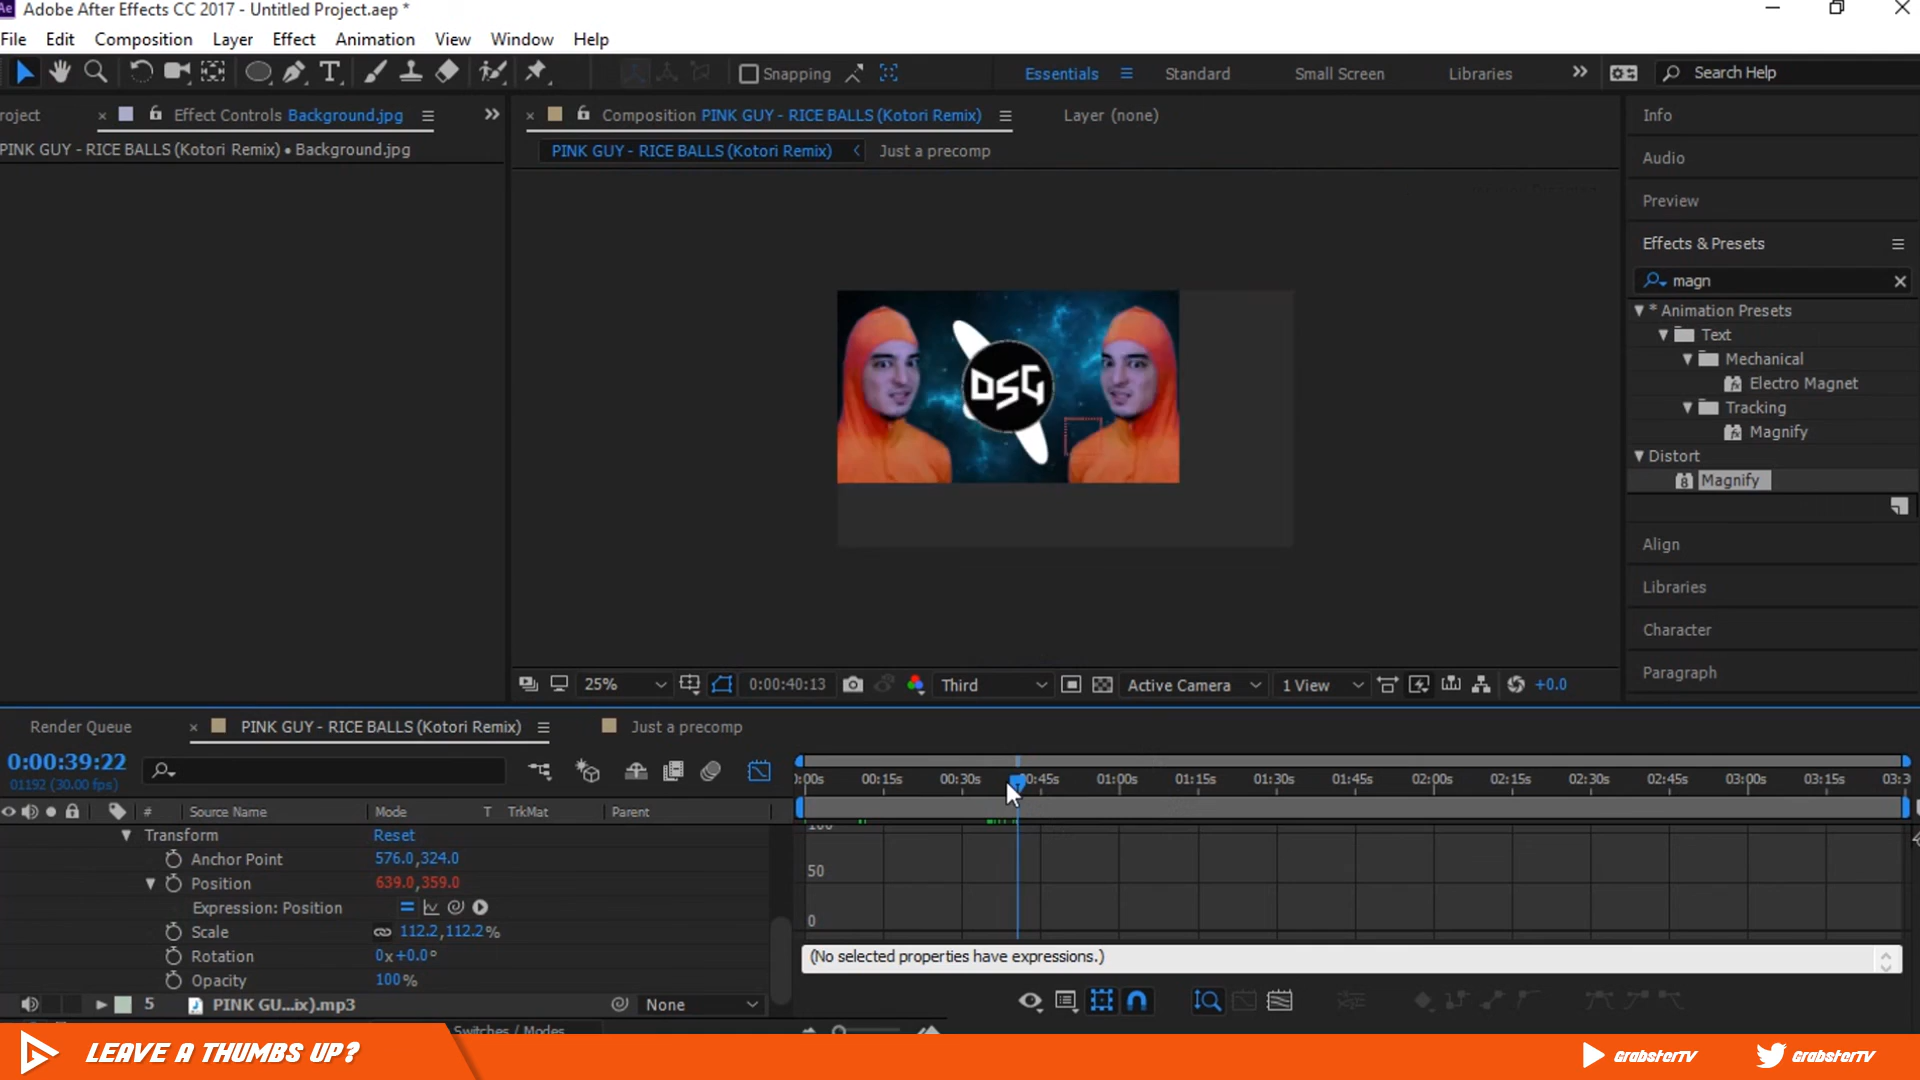 Ae Adobe After Effects CC 2017 - Untitled Project.aep *
File Edit Composition Layer Effect Animation View Window Help
T Snapping Essentials Standard Small Screen Libraries Search Help
roject Effect Controls Background.jpg Composition PINK GUY - RICE BALLS (Kotori Remix) Layer (none) Info
PINK GUY - RICE BALLS (Kotori Remix) • Background.jpg PINK GUY - RICE BALLS (Kotori Remix) Just a precomp Audio
Preview
Effects & Presets
magn
* Animation Presets
Text
Mechanical
Electro Magnet
DSG
Tracking
Magnify
Distort
8 Magnify
Align
Libraries
Character
Paragraph
25% 0:00:40:13 Third Active Camera 1 View +0.0
Render Queue PINK GUY - RICE BALLS (Kotori Remix) Just a precomp
0:00:39:22
01192 (30.00 fps)
:00s 00:15s 00:30s 0:45s 01:00s 01:15s 01:30s 01:45s 02:00s 02:15s 02:30s 02:45s 03:00s 03:15s 03:3
# Source Name Mode T TrkMat Parent
Transform Reset
100
Anchor Point 576.0,324.0
50
Position 639.0,359.0
Expression: Position
0
Scale 112.2,112.2%
Rotation 0x+0.0°
(No selected properties have expressions.)
Opacity 100%
5 PINK GU...ix).mp3 None
Switches / Modes
LEAVE A THUMBS UP? GrabsterTV GrabsterTV